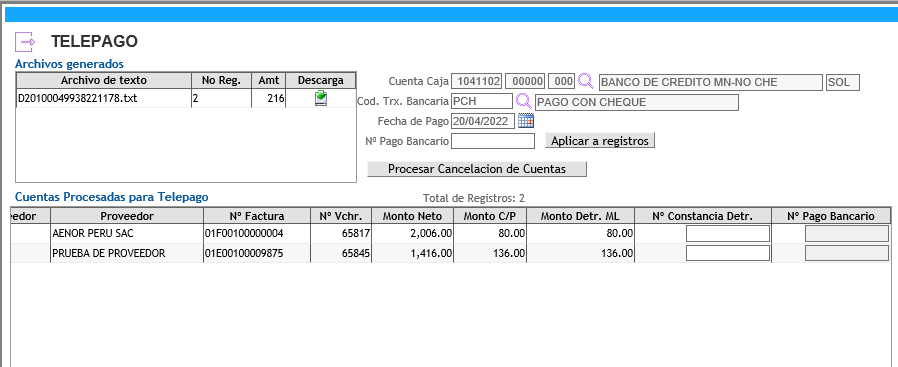 TELEPAGO
Archivos generados
Archivo de texto No Reg. Amt Descarga
D20100049938221178.txt 2 216
Cuenta Caja 1041102 00000 000 BANCO DE CREDITO MN-NO CHE SOL
Cod. Trx. Bancaria PCH PAGO CON CHEQUE
Fecha de Pago 20/04/2022
Nº Pago Bancario Aplicar a registros
Procesar Cancelacion de Cuentas
Cuentas Procesadas para Telepago Total de Registros: 2
eedor Proveedor Nº Factura Nº Vchr. Monto Neto Monto C/P Monto Detr. ML Nº Constancia Detr. Nº Pago Bancario
AENOR PERU SAC 01F00100000004 65817 2,006.00 80.00 80.00
PRUEBA DE PROVEEDOR 01E00100009875 65845 1,416.00 136.00 136.00